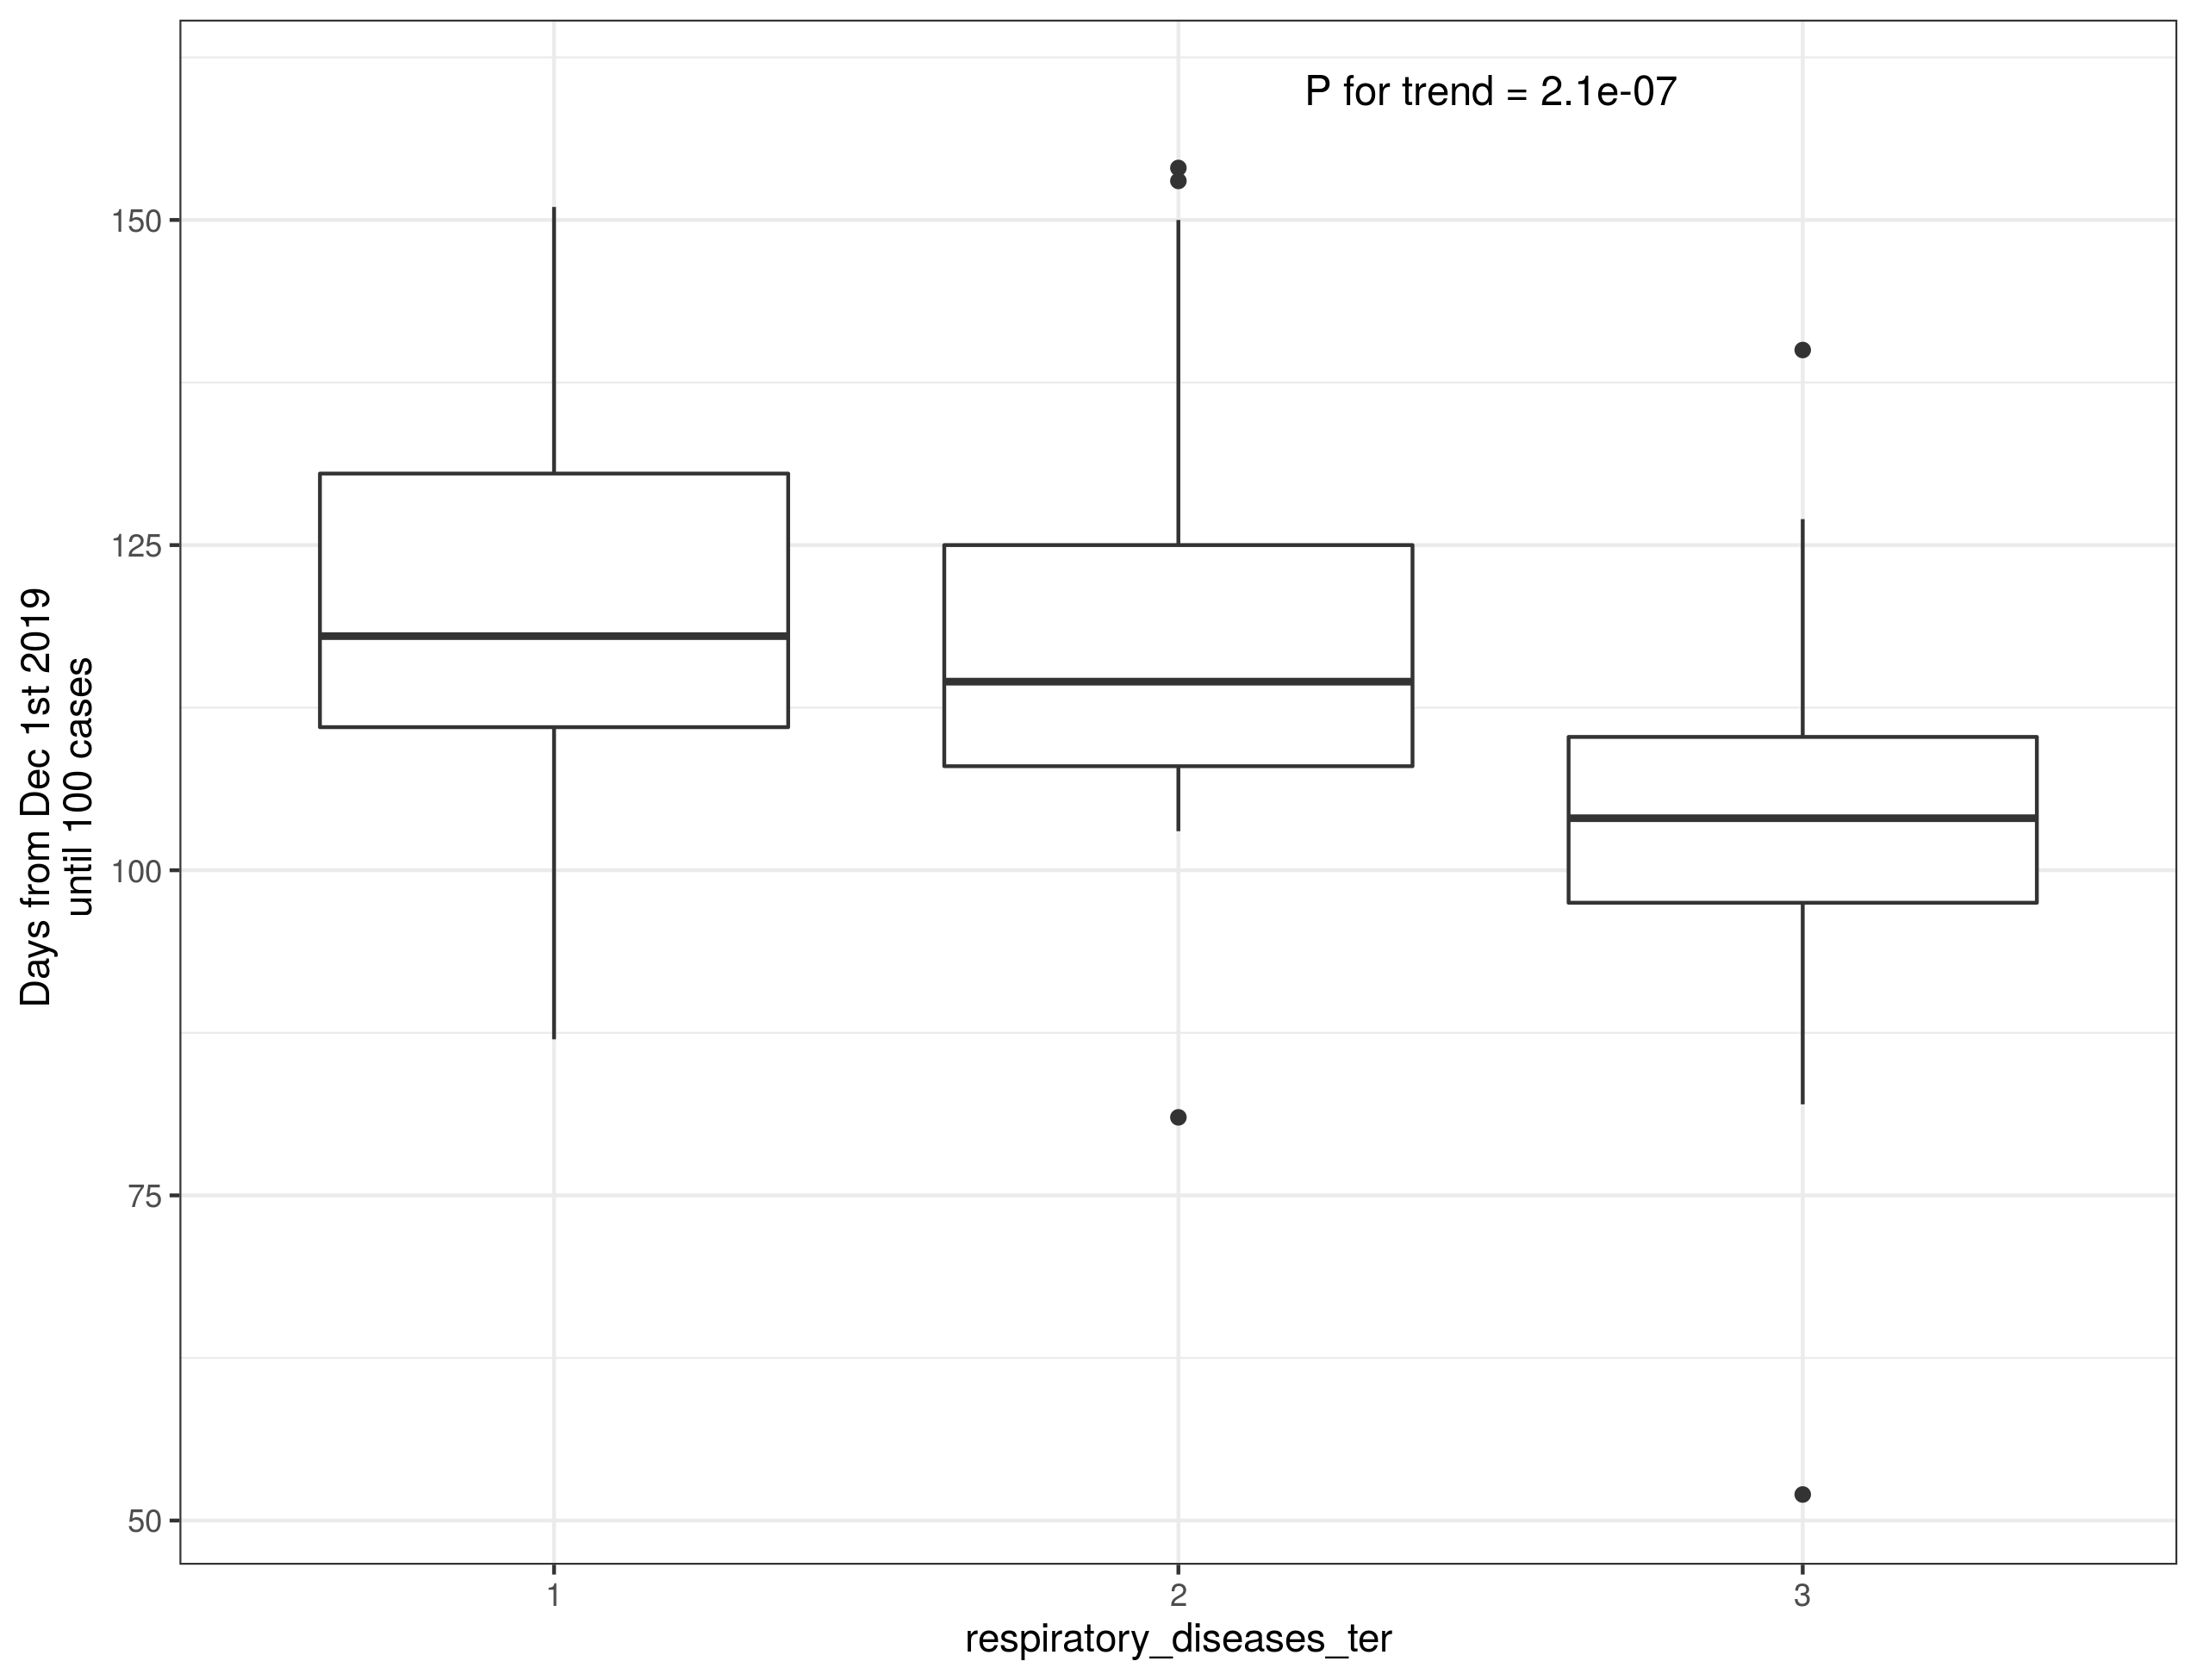 P for trend = 2.1e-07
Days from Dec 1st 2019
until 100 cases
150
125
100
75
50
1
2
3
respiratory_diseases_ter